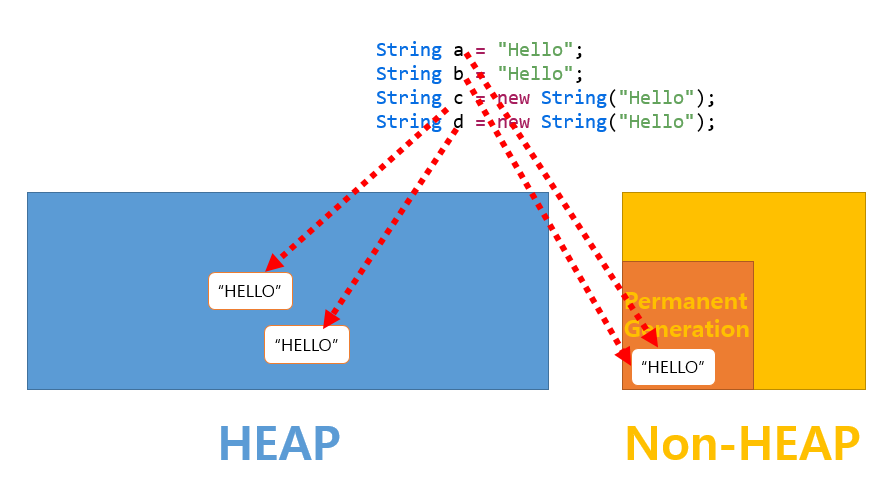 String a = "Hello";
String b = "Hello";
String c = new String("Hello");
String d = new String("Hello");
“HELLO”
“HELLO”
Permanent
Generation
“HELLO”
HEAP
Non-HEAP